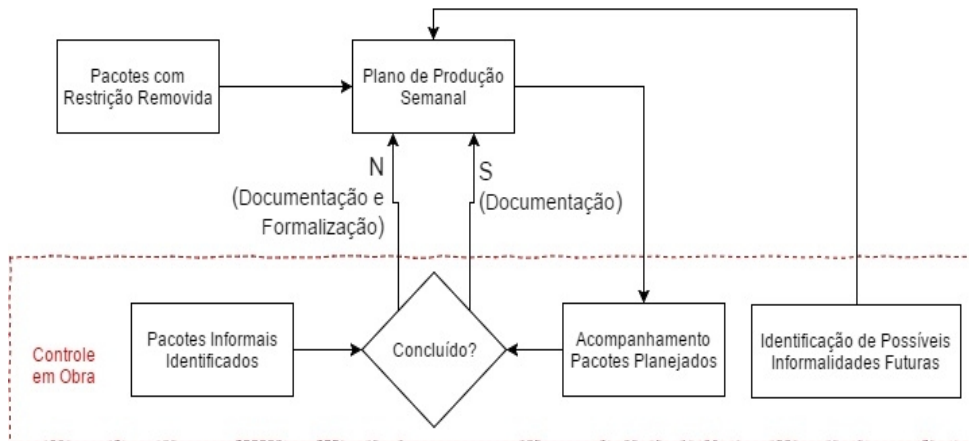 Pacotes com
Restrição Removida
Plano de Produção
Semanal
N
(Documentação e
Formalização)
S
(Documentação)
Controle
em Obra
Pacotes Informais
Identificados
Concluído?
Acompanhamento
Pacotes Planejados
Identificação de Possíveis
Informalidades Futuras